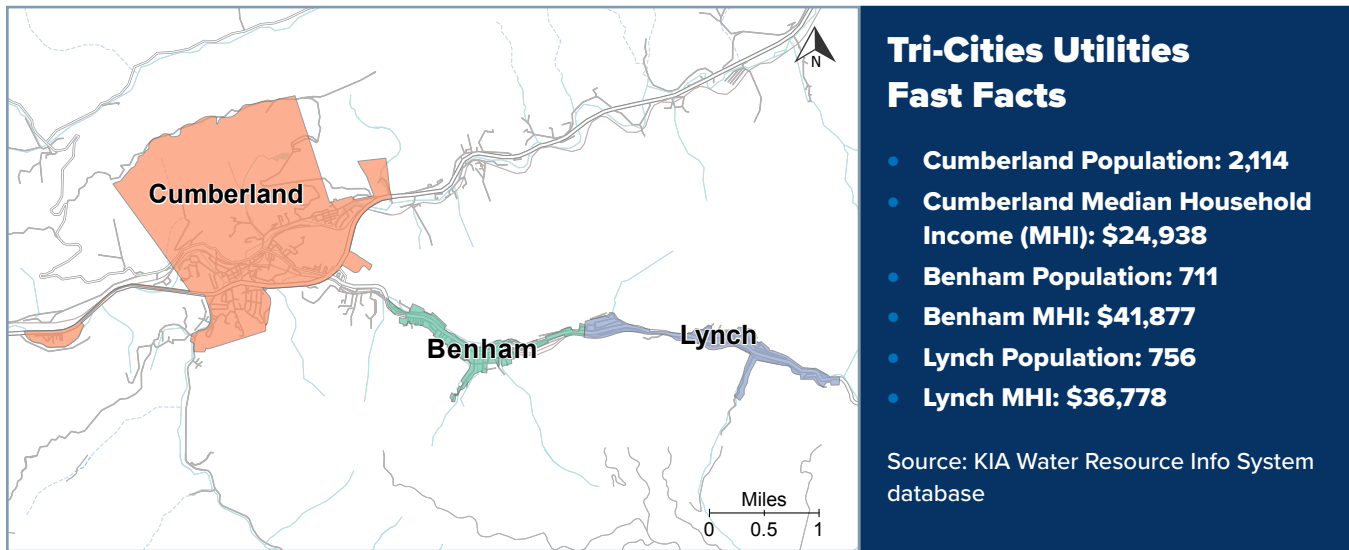 N
Cumberland
Benham
Lynch
Miles
0 0.5 1
Tri-Cities Utilities
Fast Facts
• Cumberland Population: 2,114
• Cumberland Median Household
Income (MHI): $24,938
• Benham Population: 711
• Benham MHI: $41,877
• Lynch Population: 756
• Lynch MHI: $36,778
Source: KIA Water Resource Info System
database